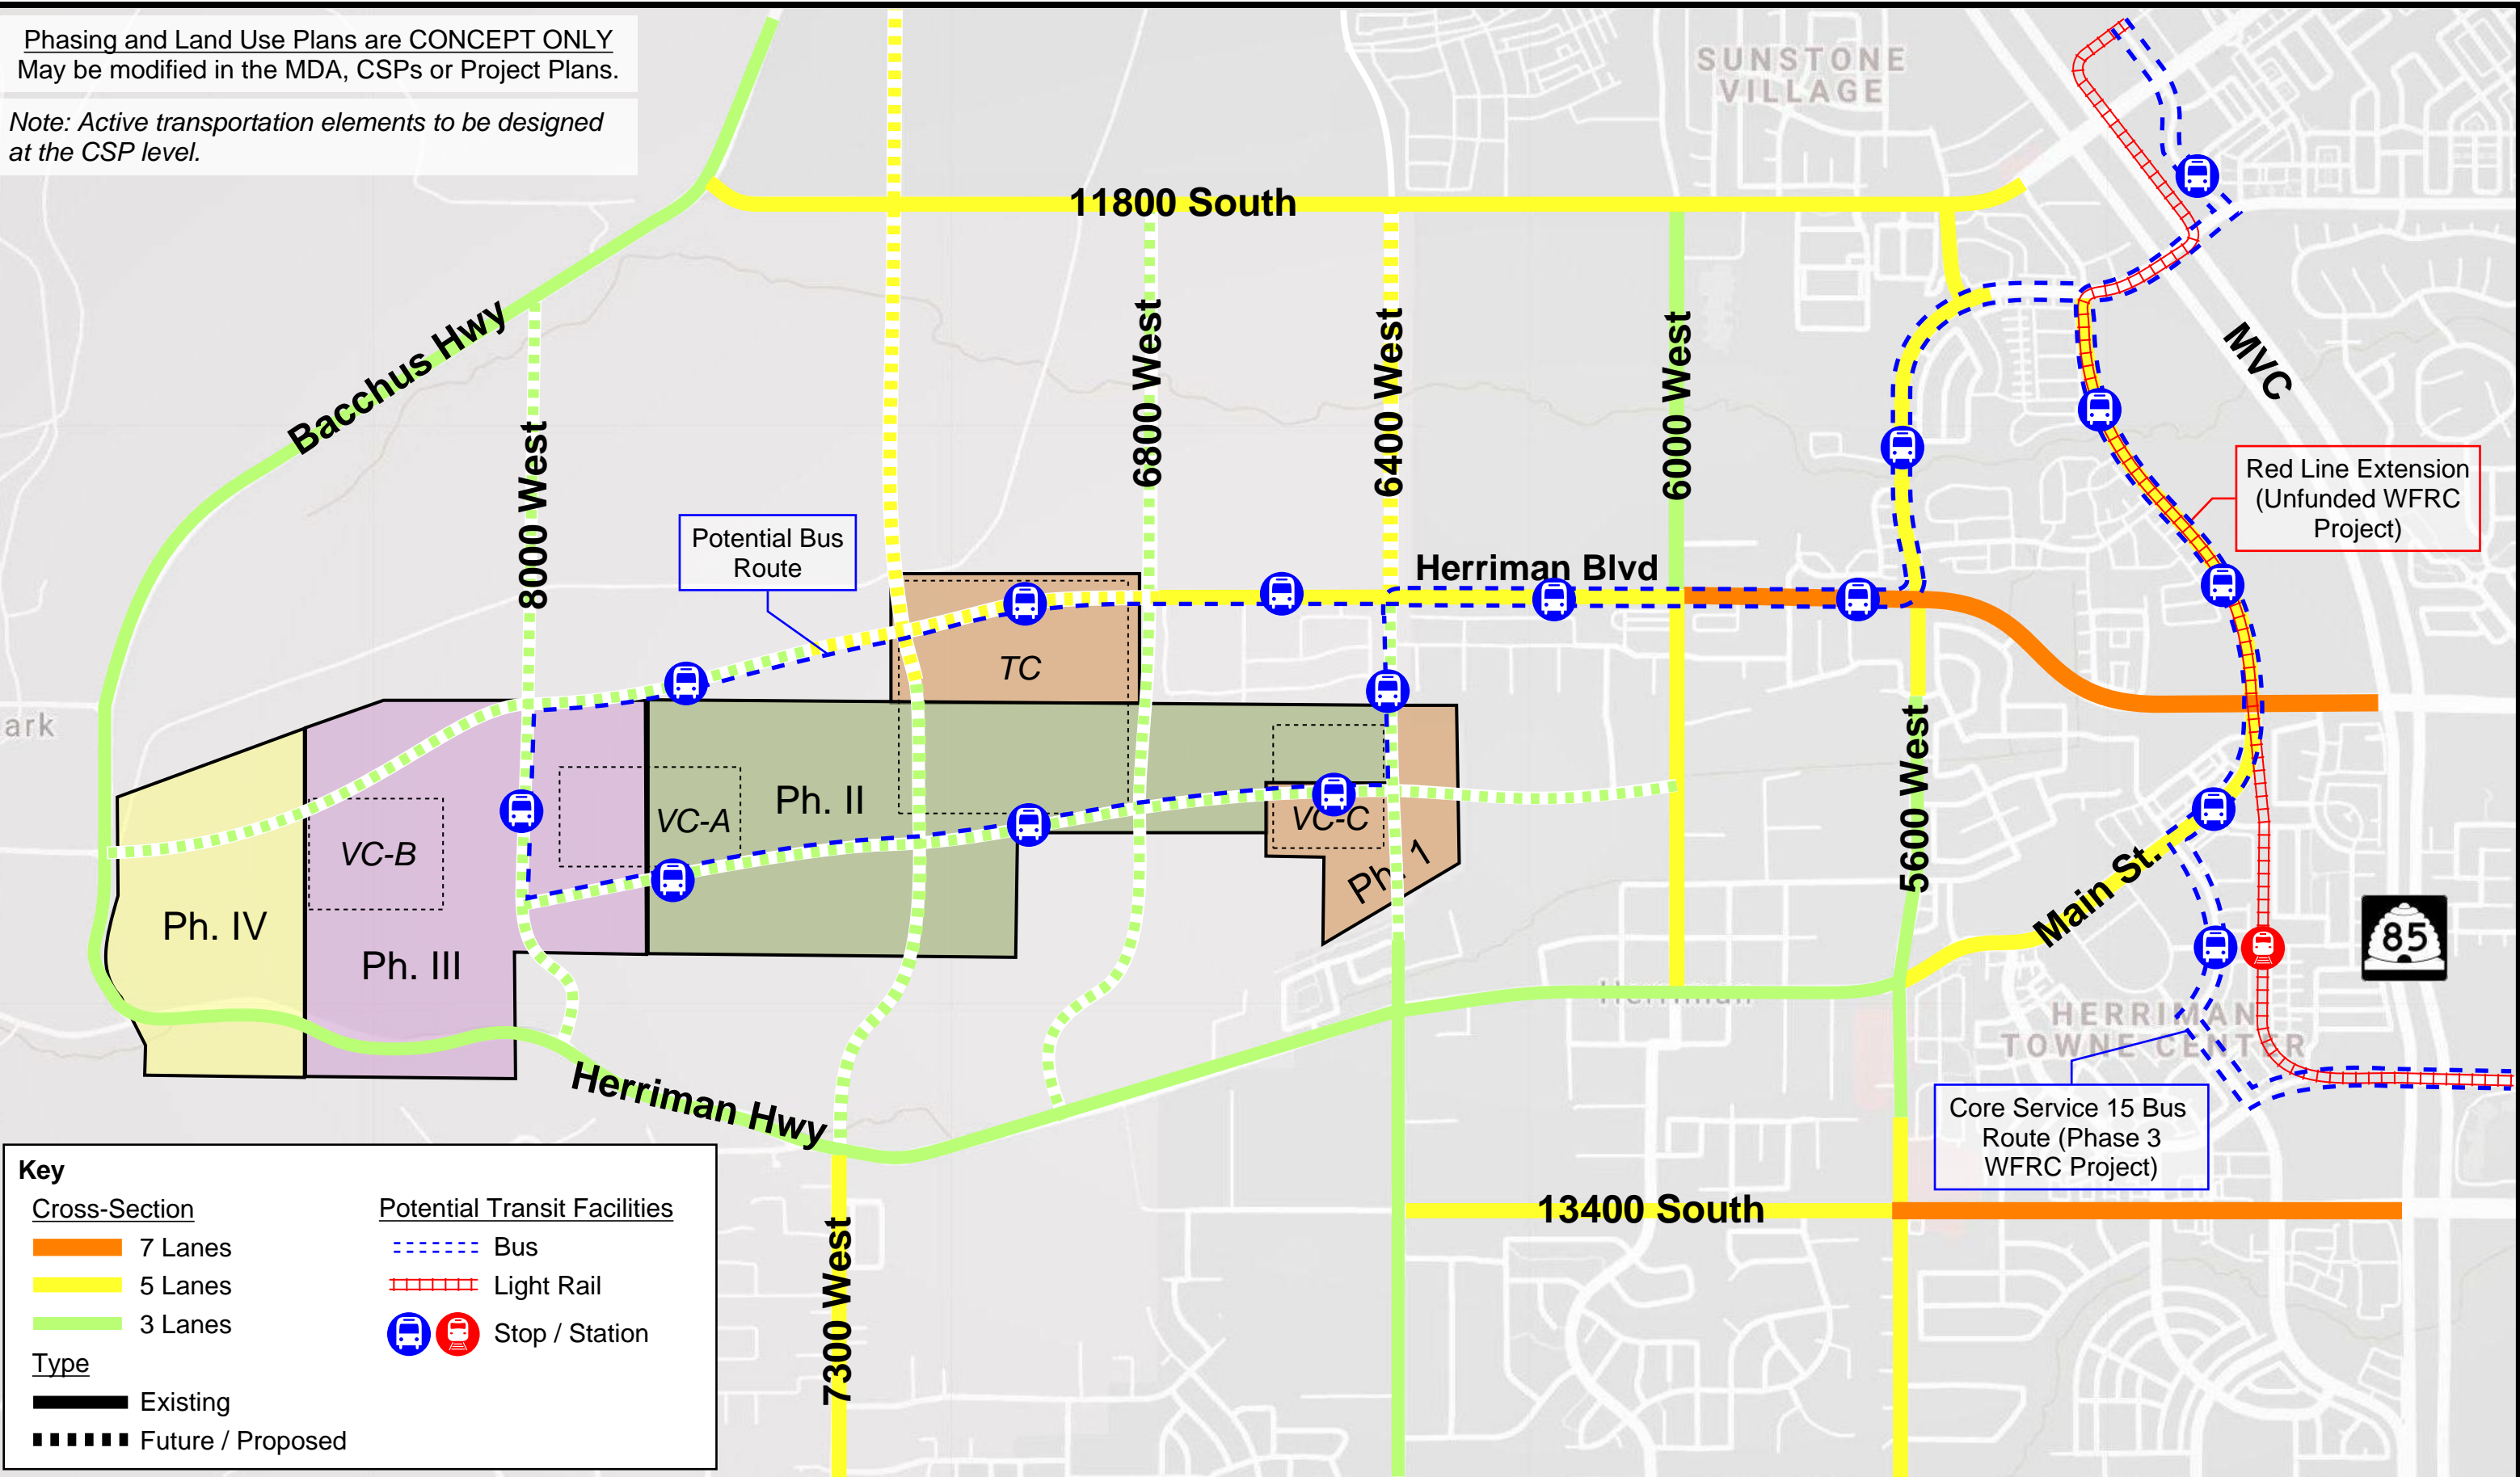 Phasing and Land Use Plans are CONCEPT ONLY
May be modified in the MDA, CSPs or Project Plans.
Note: Active transportation elements to be designed
at the CSP level.
SUNSTONE
VILLAGE
11800 South
Bacchus Hwy
8000 West
6800 West
6400 West
6000 West
MVC
Red Line Extension
(Unfunded WFRC
Project)
Potential Bus
Route
Herriman Blvd
TC
ark
Ph. II
VC-A
VC-B
VC-C
Ph. 1
5600 West
Main St.
Ph. IV
Ph. III
85
Herriman
HERRIMAN
TOWNE CENTER
Herriman Hwy
Core Service 15 Bus
Route (Phase 3
WFRC Project)
13400 South
7300 West
Key
Cross-Section
7 Lanes
5 Lanes
3 Lanes
Type
Existing
Future / Proposed
Potential Transit Facilities
Bus
Light Rail
Stop / Station